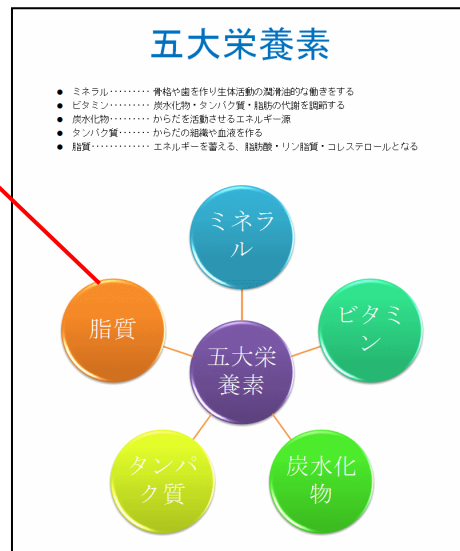 五大栄養素
● ミネラル‥‥‥‥ 骨格や歯を作り生体活動の潤滑油的な働きをする
● ビタミン‥‥‥‥ 炭水化物・タンパク質・脂肪の代謝を調節する
● 炭水化物‥‥‥‥ からだを活動させるエネルギー源
● タンパク質‥‥‥ からだの組織や血液を作る
● 脂質‥‥‥‥‥‥ エネルギーを蓄える、脂肪酸・リン脂質・コレステロールとなる
ミネラ
ル
脂質
ビタミ
ン
五大栄
養素
タンパ
ク質
炭水化
物